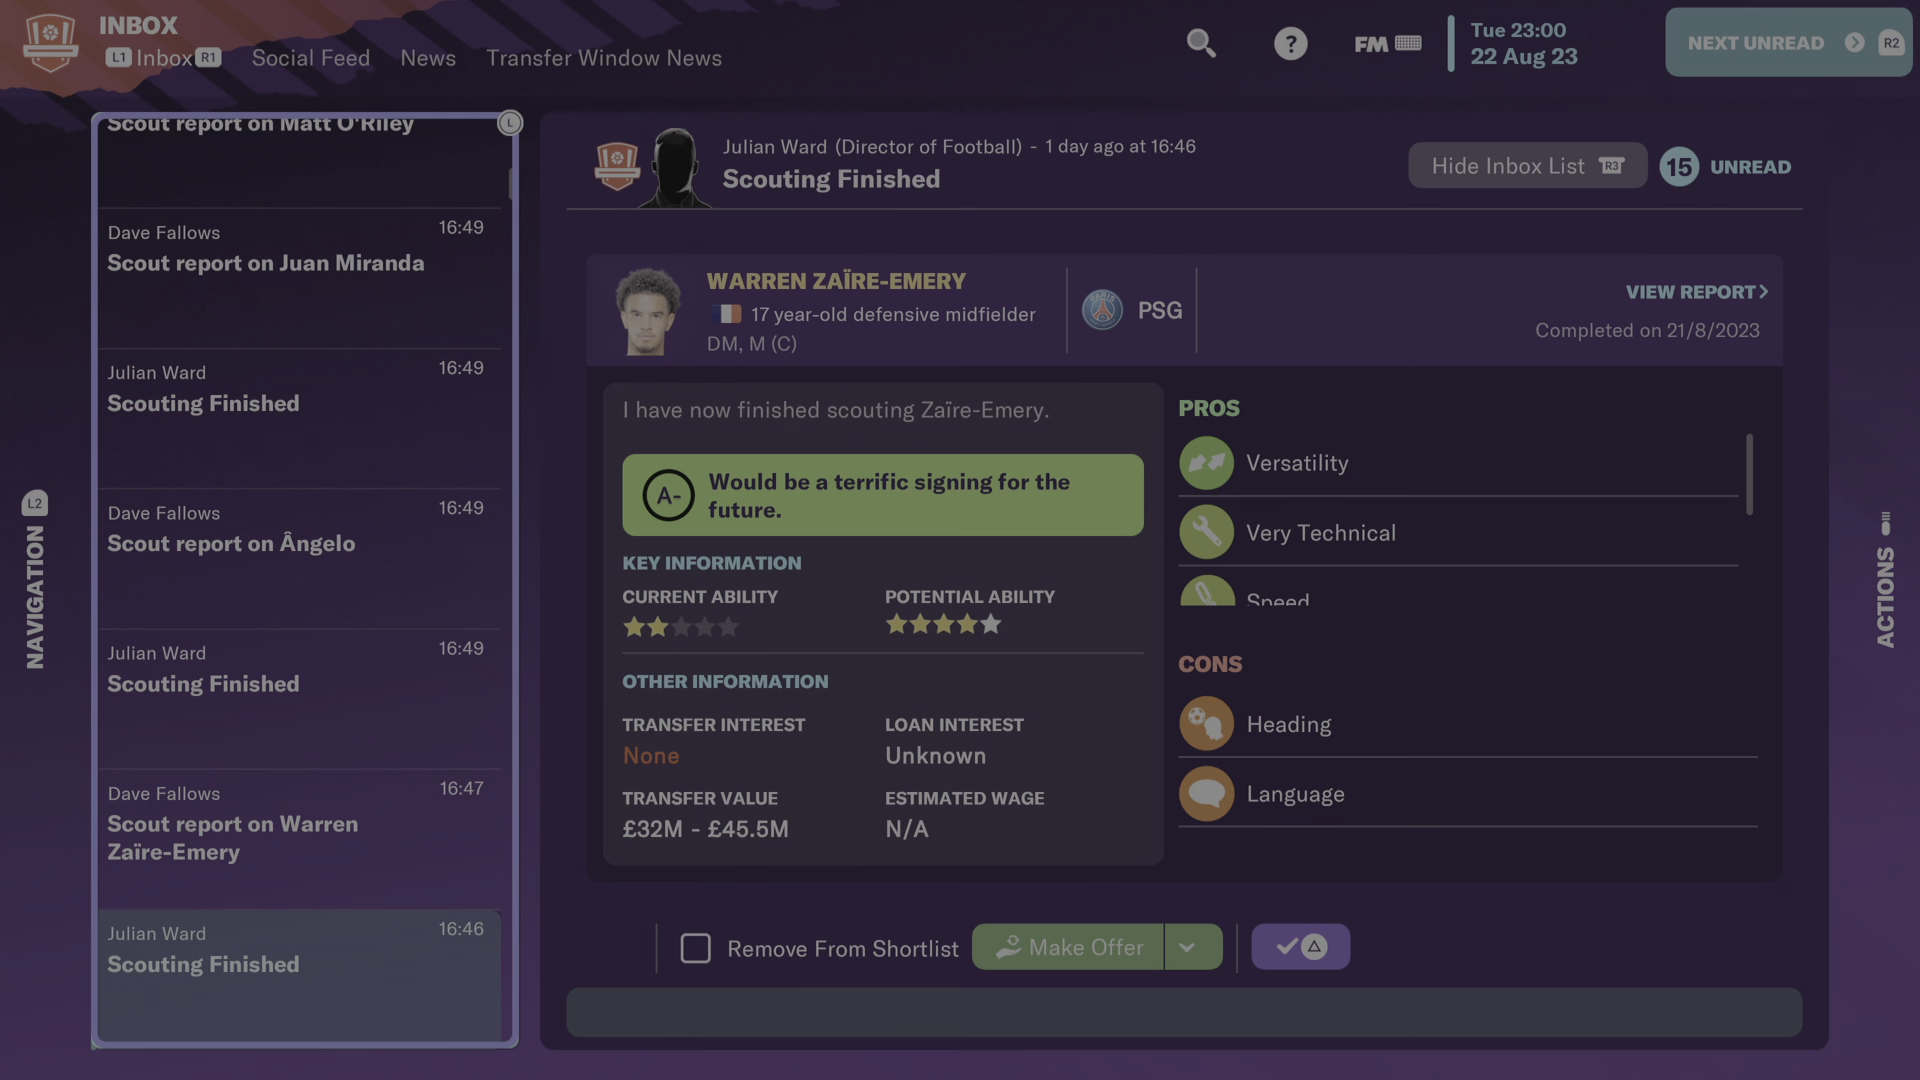 INBOX
L1 Inbox R1 Social Feed News Transfer Window News
FM
Tue 23:00
22 Aug 23
NEXT UNREAD R2
L2
NAVIGATION
Scout report on Matt O'Riley
L
Dave Fallows 16:49
Scout report on Juan Miranda
Julian Ward 16:49
Scouting Finished
Dave Fallows 16:49
Scout report on Ângelo
Julian Ward 16:49
Scouting Finished
Dave Fallows 16:47
Scout report on Warren
Zaïre-Emery
Julian Ward 16:46
Scouting Finished
Julian Ward (Director of Football) - 1 day ago at 16:46
Scouting Finished
Hide Inbox List R3
15 UNREAD
WARREN ZAÏRE-EMERY
17 year-old defensive midfielder
DM, M (C)
PSG
VIEW REPORT
Completed on 21/8/2023
I have now finished scouting Zaïre-Emery.
A- Would be a terrific signing for the
future.
KEY INFORMATION
CURRENT ABILITY POTENTIAL ABILITY
OTHER INFORMATION
TRANSFER INTEREST LOAN INTEREST
None Unknown
TRANSFER VALUE ESTIMATED WAGE
£32M - £45.5M N/A
PROS
Versatility
Very Technical
Speed
CONS
Heading
Language
Remove From Shortlist
Make Offer
ACTIONS